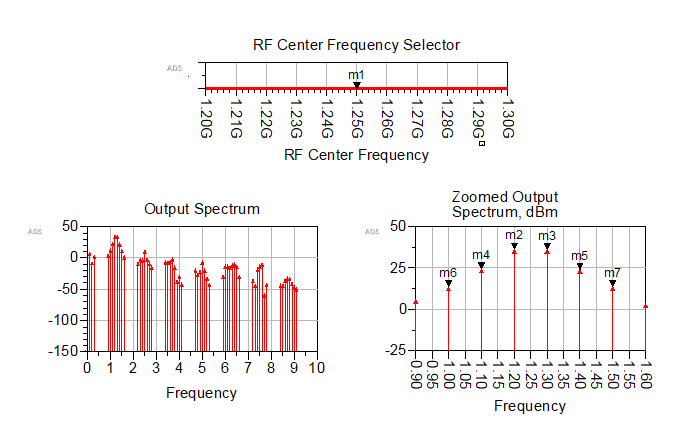 RF Center Frequency Selector
ADS
m1
1.20G 1.21G 1.22G 1.23G 1.24G 1.25G 1.26G 1.27G 1.28G 1.29G 1.30G
RF Center Frequency
Output Spectrum
ADS
50
0
-50
-100
-150
0 1 2 3 4 5 6 7 8 9 10
Frequency
Zoomed Output
Spectrum, dBm
ADS
50
25
0
-25
m6 m4 m2 m3 m5 m7
0.90 0.95 1.00 1.05 1.10 1.15 1.20 1.25 1.30 1.35 1.40 1.45 1.50 1.55 1.60
Frequency